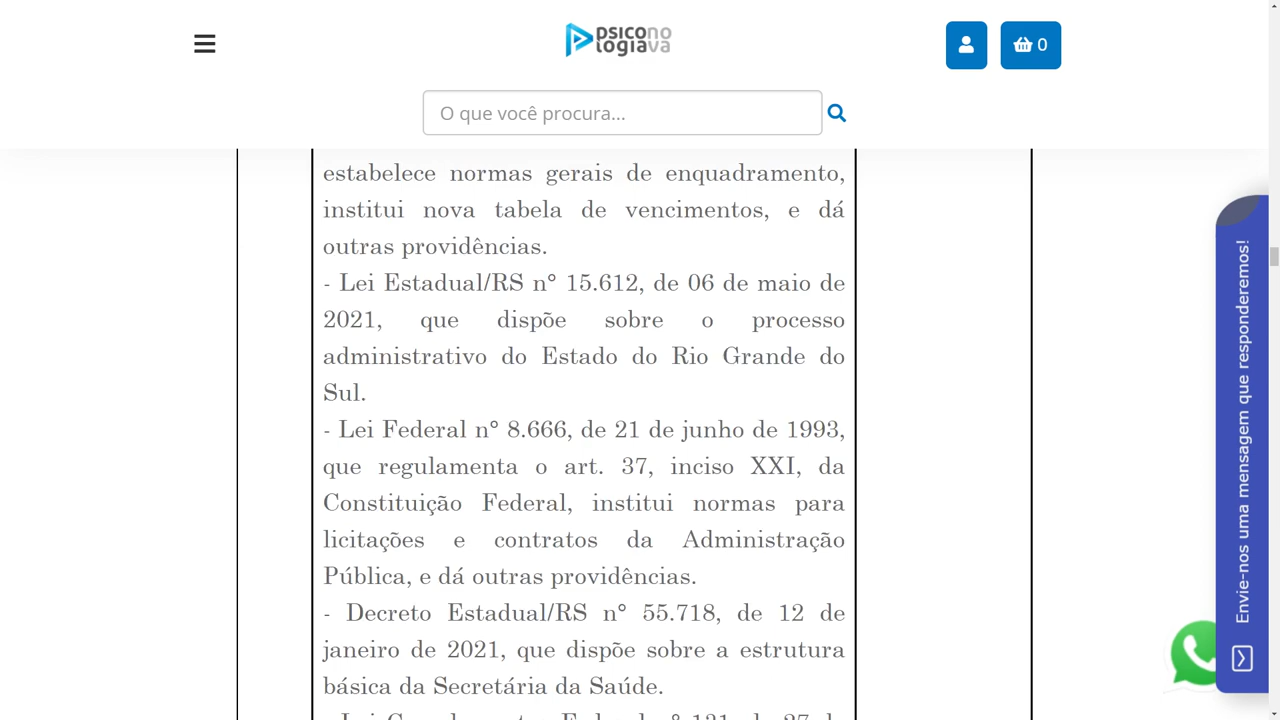 psicono
logiava
0
O que você procura...
estabelece normas gerais de enquadramento,
institui nova tabela de vencimentos, e dá
outras providências.
- Lei Estadual/RS n° 15.612, de 06 de maio de
2021, que dispõe sobre o processo
administrativo do Estado do Rio Grande do
Sul.
- Lei Federal n° 8.666, de 21 de junho de 1993,
que regulamenta o art. 37, inciso XXI, da
Constituição Federal, institui normas para
licitações e contratos da Administração
Pública, e dá outras providências.
- Decreto Estadual/RS n° 55.718, de 12 de
janeiro de 2021, que dispõe sobre a estrutura
básica da Secretaria da Saúde.
Envie-nos uma mensagem que responderemos!